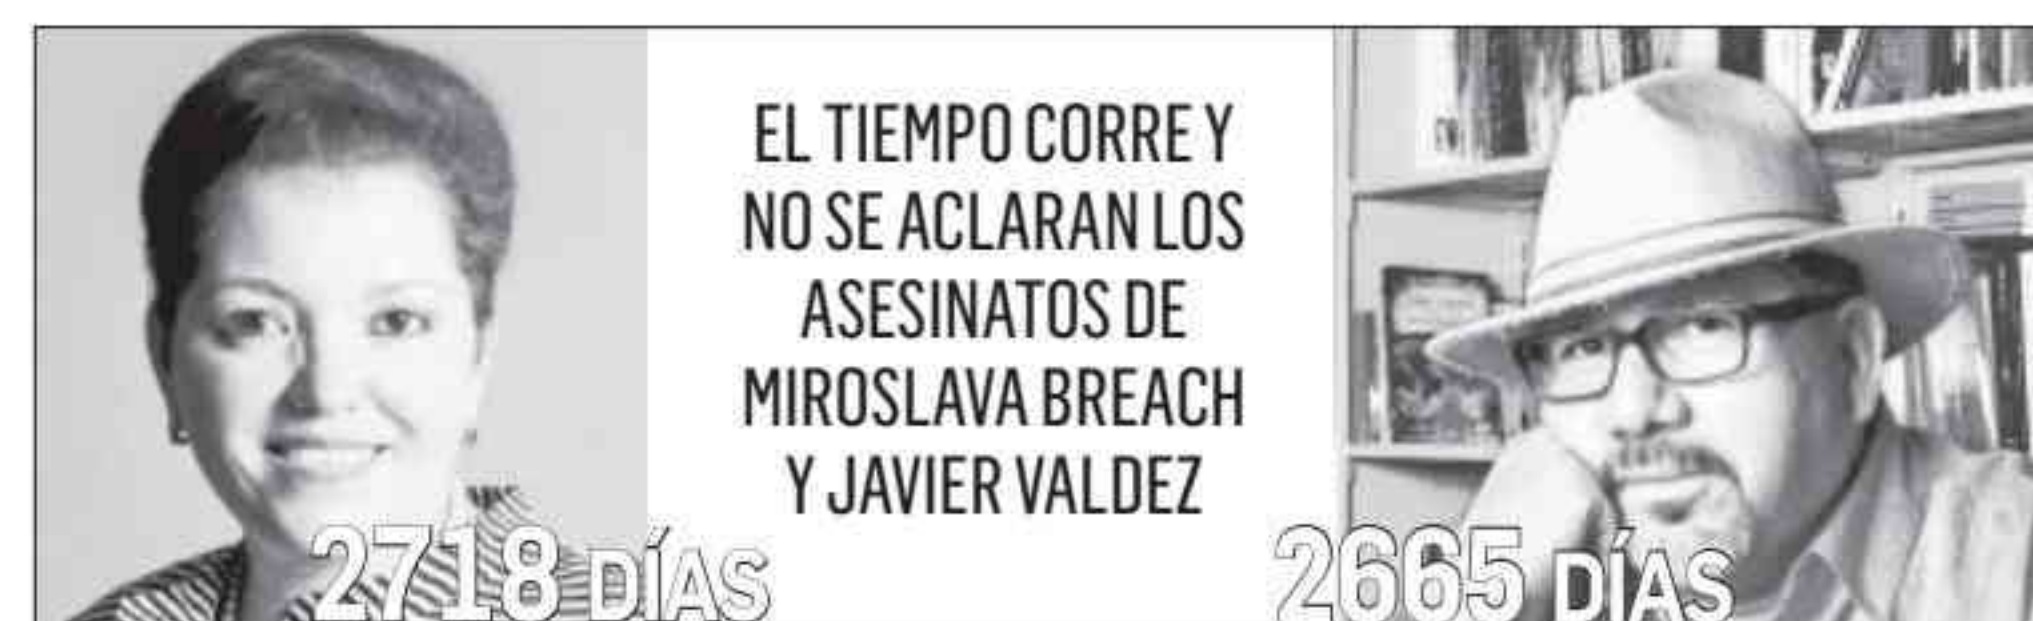 EL TIEMPO CORRE Y
NO SE ACLARAN LOS
ASESINATOS DE
MIROSLAVA BREACH
Y JAVIER VALDEZ
2718 DÍAS
2665 DÍAS